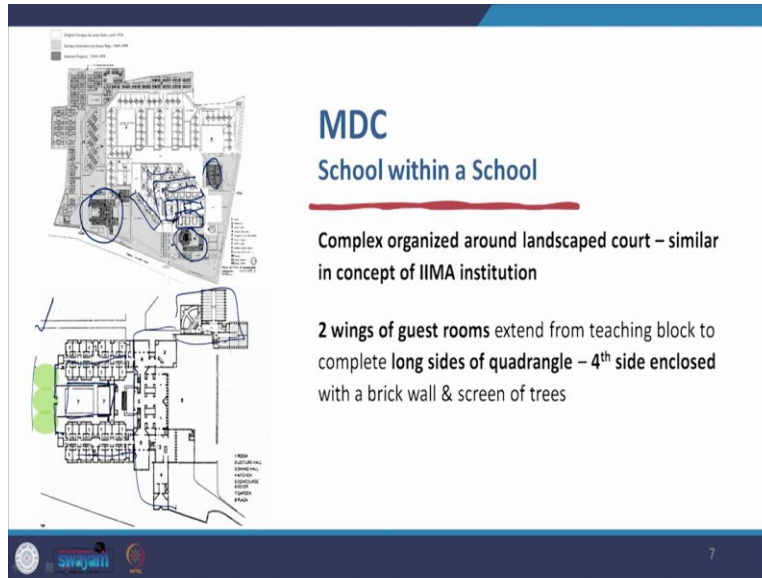 MDC
School within a School
Complex organized around landscaped court – similar
in concept of IIMA institution
2 wings of guest rooms extend from teaching block to
complete long sides of quadrangle – 4th side enclosed
with a brick wall & screen of trees
1 ROOM
2 LECTURE HALL
3 DINING HALL
4 KITCHEN
5 CONCOURSE
6 FOYER
7 GARDEN
8 PLAZA
swayam
7